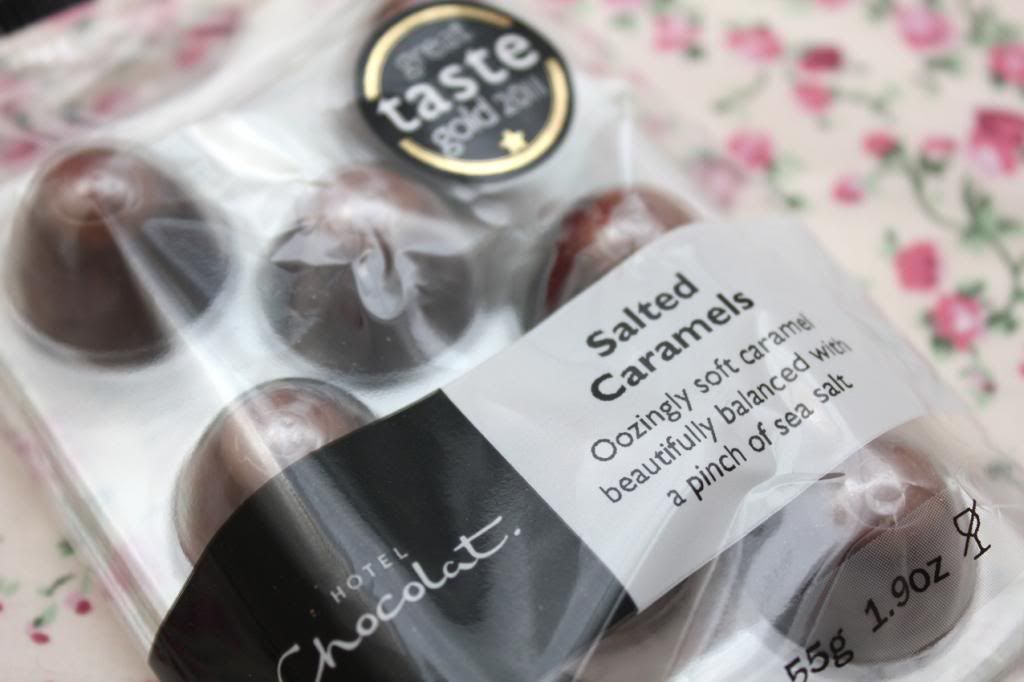 great
taste
gold 2011
Salted
Caramels
Oozingly soft caramel
beautifully balanced with
a pinch of sea salt
HOTEL
Chocolat.
55g 1.9oz